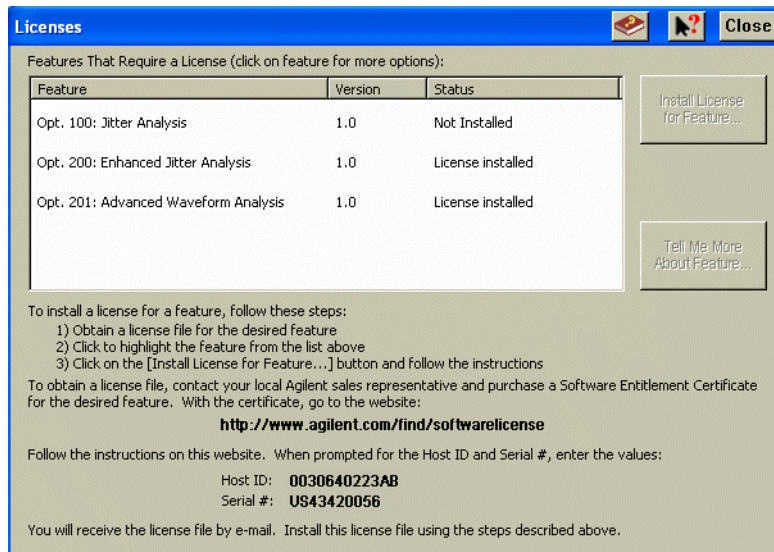 Licenses
Close
Features That Require a License (click on feature for more options):
Feature Version Status
Opt. 100: Jitter Analysis 1.0 Not Installed
Opt. 200: Enhanced Jitter Analysis 1.0 License installed
Opt. 201: Advanced Waveform Analysis 1.0 License installed
Install License
for Feature...
Tell Me More
About Feature...
To install a license for a feature, follow these steps:
1) Obtain a license file for the desired feature
2) Click to highlight the feature from the list above
3) Click on the [Install License for Feature...] button and follow the instructions
To obtain a license file, contact your local Agilent sales representative and purchase a Software Entitlement Certificate
for the desired feature. With the certificate, go to the website:
http://www.agilent.com/find/softwarelicense
Follow the instructions on this website. When prompted for the Host ID and Serial #, enter the values:
Host ID: 0030640223AB
Serial #: US43420056
You will receive the license file by e-mail. Install this license file using the steps described above.